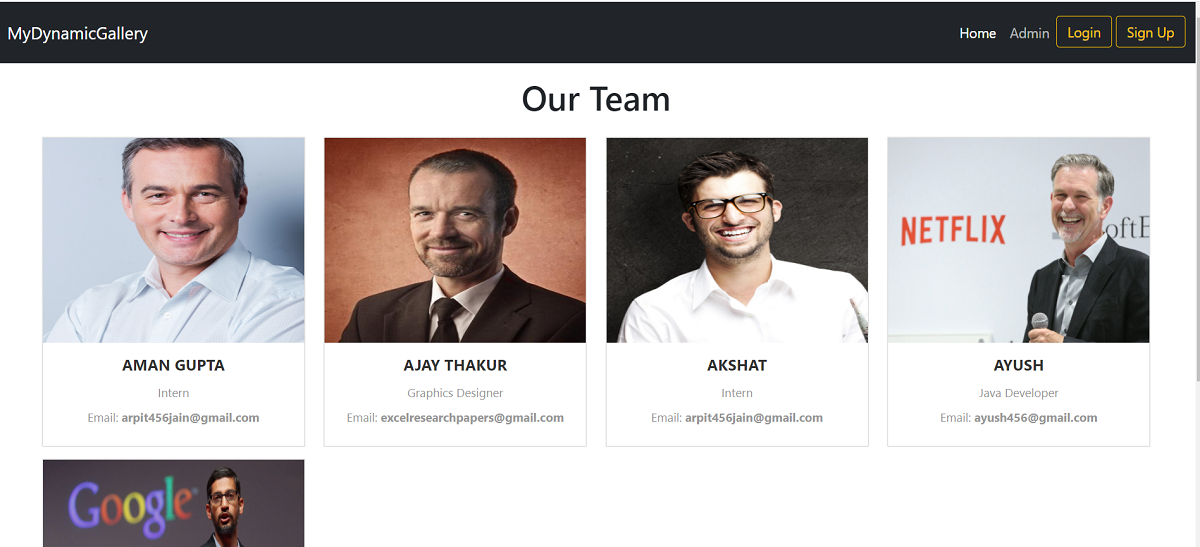 MyDynamicGallery
Home Admin Login Sign Up
Our Team
NETFLIX
AMAN GUPTA
Intern
Email: arpit456jain@gmail.com
AJAY THAKUR
Graphics Designer
Email: excelresearchpapers@gmail.com
AKSHAT
Intern
Email: arpit456jain@gmail.com
AYUSH
Java Developer
Email: ayush456@gmail.com
Google